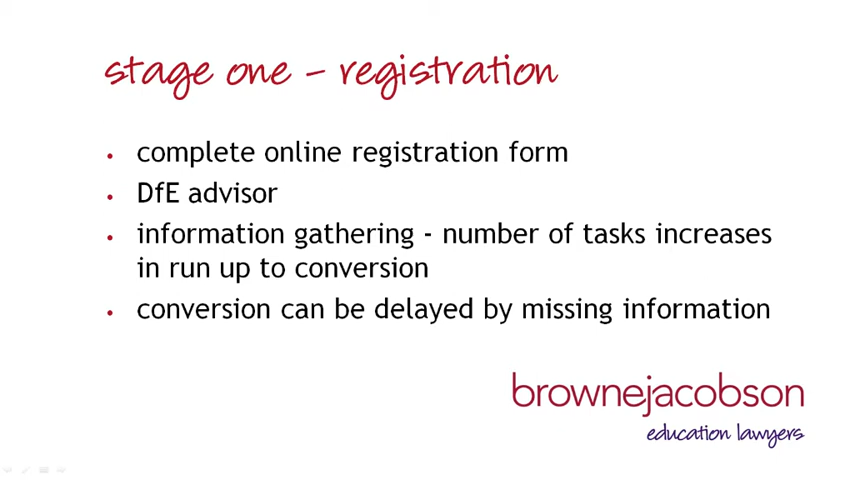 stage one – registration
• complete online registration form
• DfE advisor
• information gathering - number of tasks increases
in run up to conversion
• conversion can be delayed by missing information
brownejacobson
education lawyers